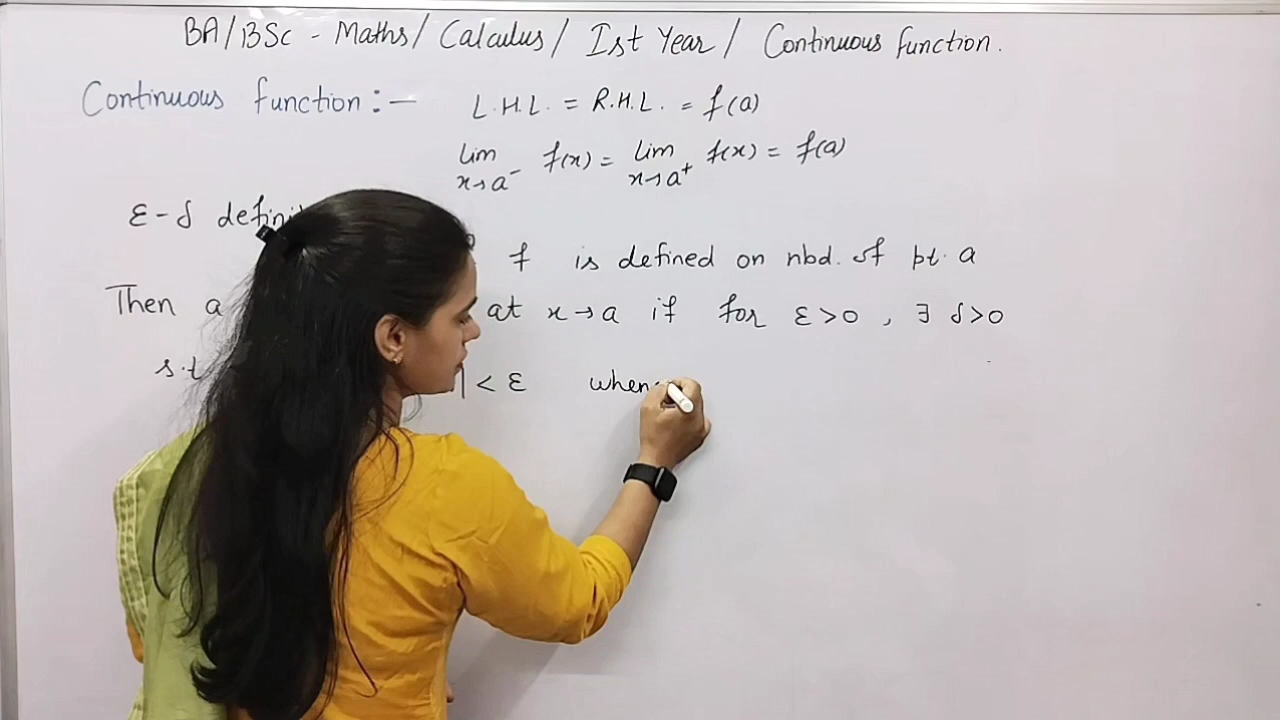 BA/BSc - Maths/ Calculus/ Ist Year/ Continuous function.
Continuous function :- L.H.L. = R.H.L. = f(a)
lim x→a⁻ f(x) = lim x→a⁺ f(x) = f(a)
ε-δ defini
f is defined on nbd. of pt. a
Then a at x→a if for ε>0 , ∃ δ>0
s.t | < ε when